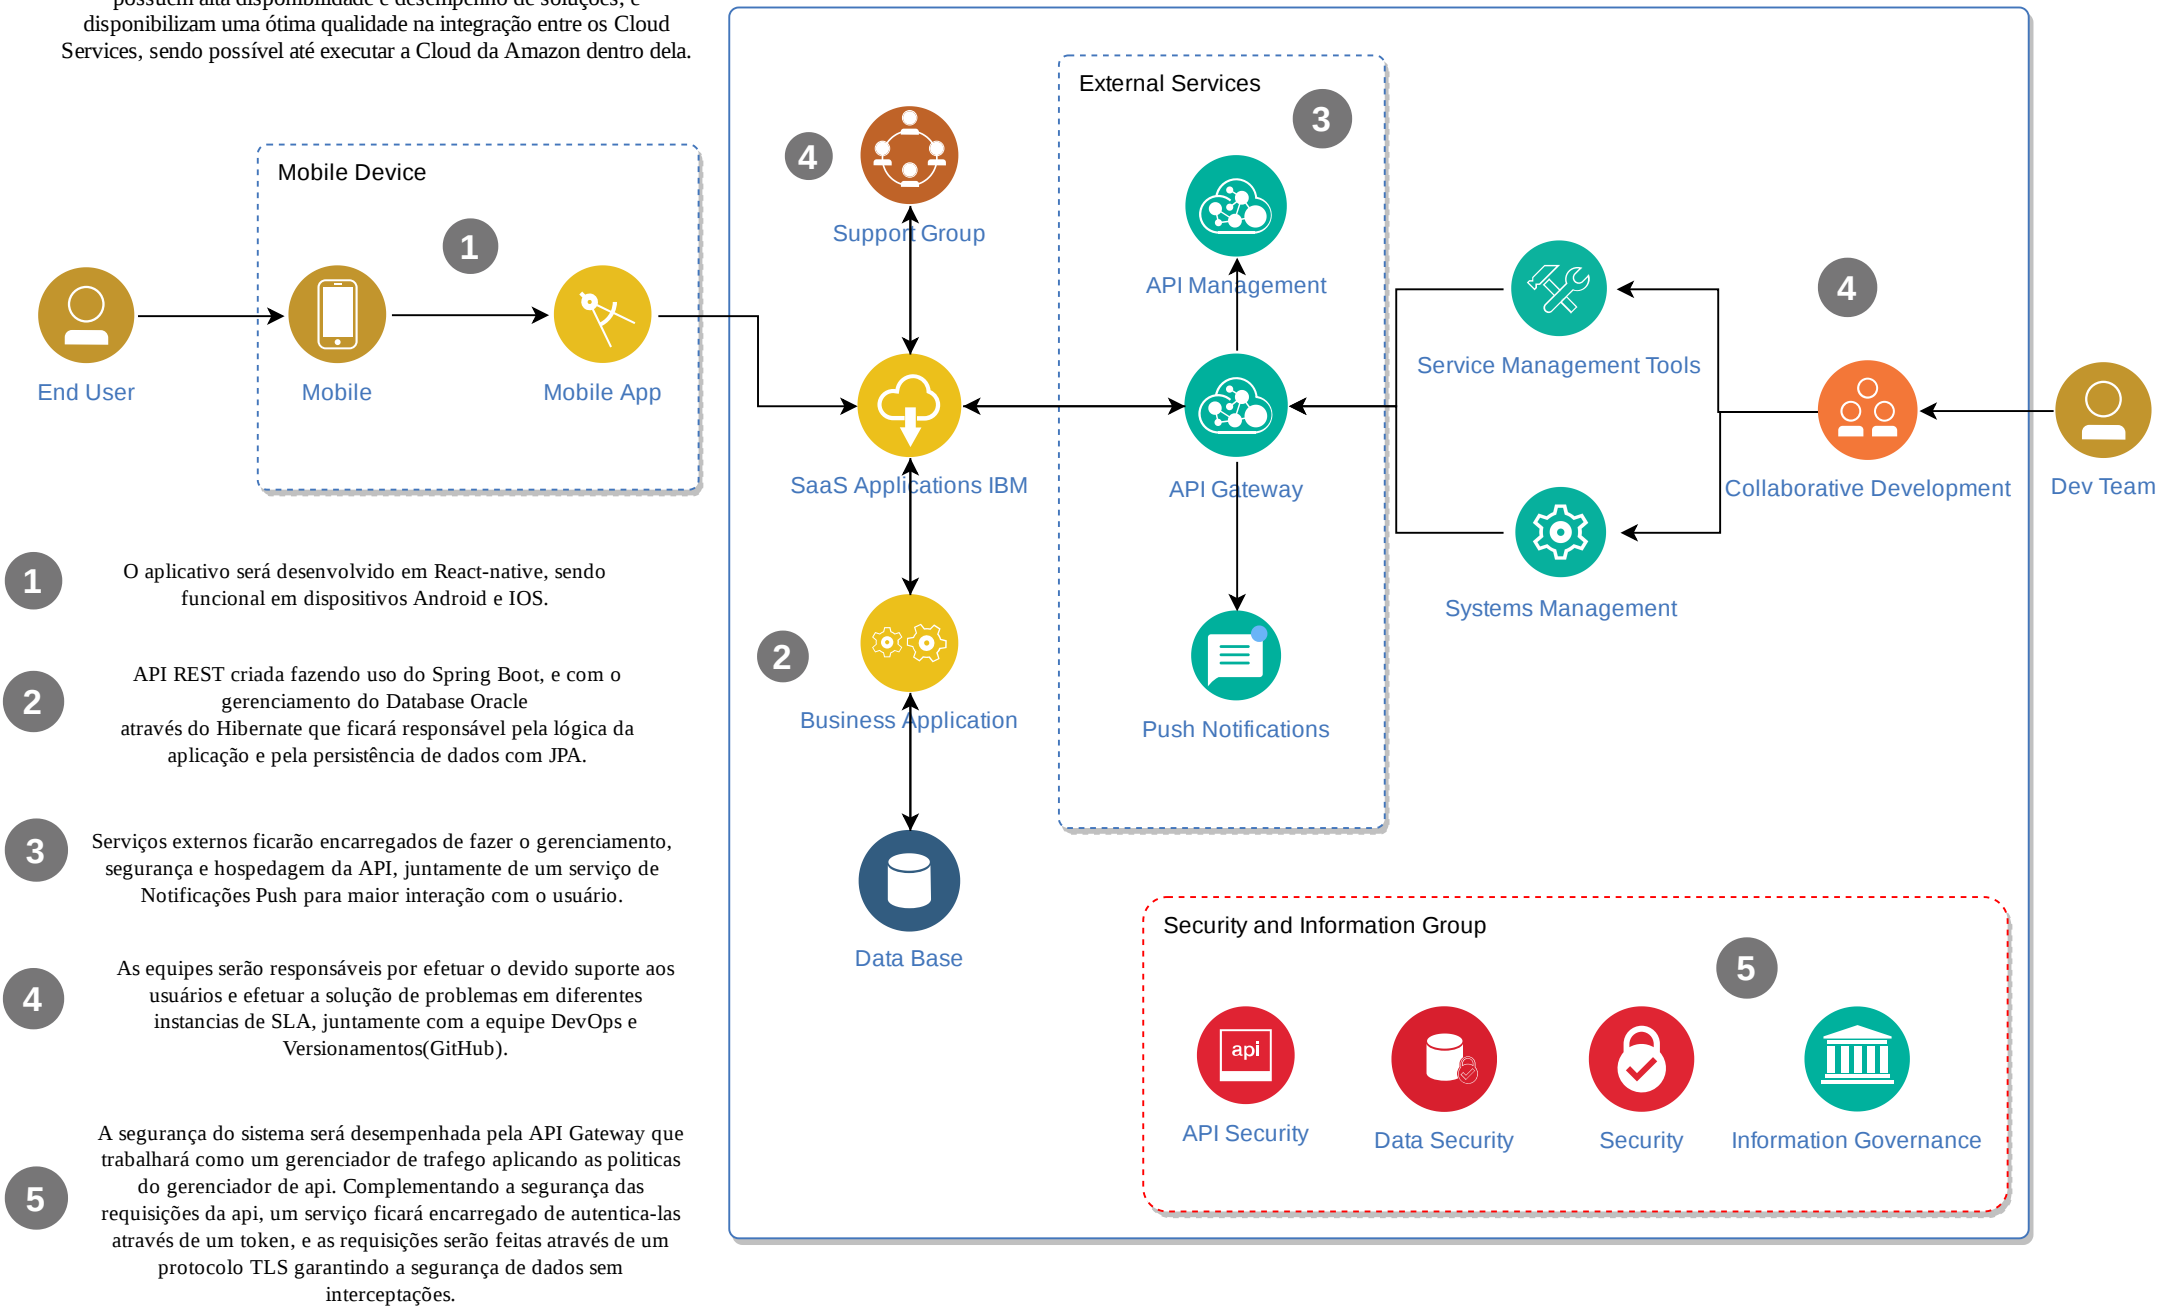 possuem alta disponibilidade e desempenho de soluções, e
disponibilizam uma ótima qualidade na integração entre os Cloud
Services, sendo possível até executar a Cloud da Amazon dentro dela.
External Services
3
4
Mobile Device
1
Support Group
API Management
4
End User
Mobile
Mobile App
Service Management Tools
SaaS Applications IBM
API Gateway
Collaborative Development
Dev Team
Systems Management
2
Business Application
Push Notifications
Data Base
1
O aplicativo será desenvolvido em React-native, sendo
funcional em dispositivos Android e IOS.
2
API REST criada fazendo uso do Spring Boot, e com o
gerenciamento do Database Oracle
através do Hibernate que ficará responsável pela lógica da
aplicação e pela persistência de dados com JPA.
3
Serviços externos ficarão encarregados de fazer o gerenciamento,
segurança e hospedagem da API, juntamente de um serviço de
Notificações Push para maior interação com o usuário.
4
As equipes serão responsáveis por efetuar o devido suporte aos
usuários e efetuar a solução de problemas em diferentes
instancias de SLA, juntamente com a equipe DevOps e
Versionamentos(GitHub).
5
A segurança do sistema será desempenhada pela API Gateway que
trabalhará como um gerenciador de trafego aplicando as politicas
do gerenciador de api. Complementando a segurança das
requisições da api, um serviço ficará encarregado de autentica-las
através de um token, e as requisições serão feitas através de um
protocolo TLS garantindo a segurança de dados sem
interceptações.
Security and Information Group
5
api
API Security
Data Security
Security
Information Governance